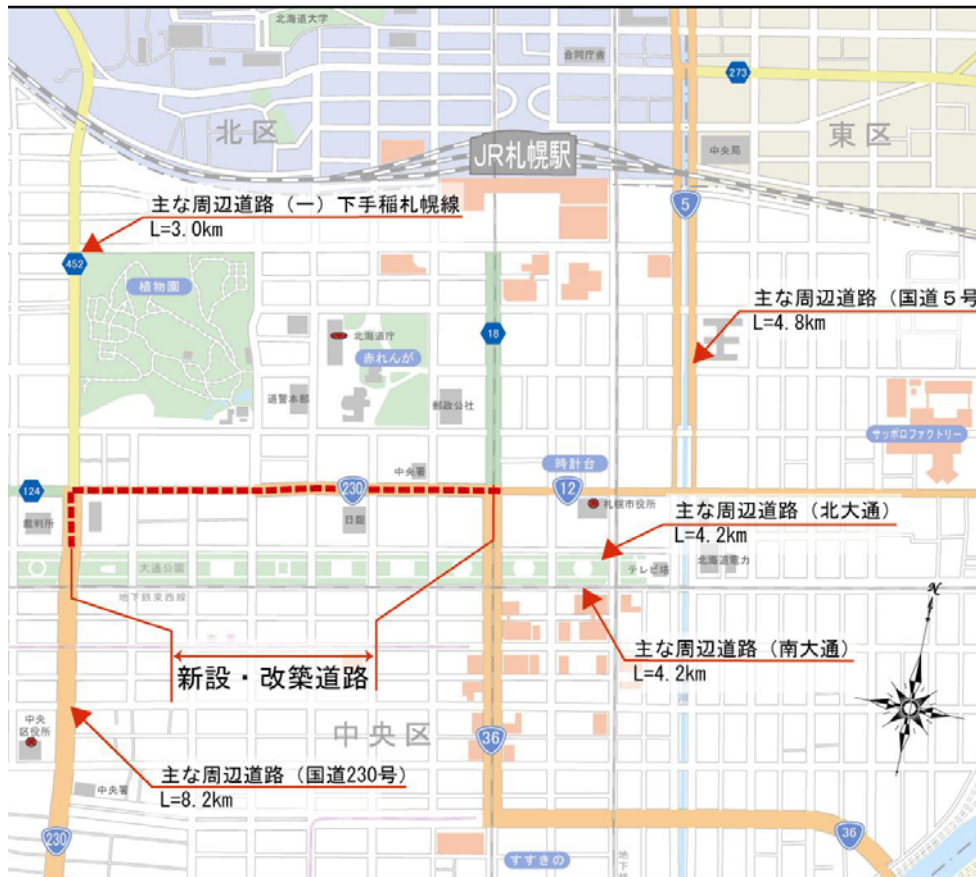 北海道大学
合同庁舎
273
北区
東区
JR札幌駅
中央局
主な周辺道路（一）下手稲札幌線
L=3.0km
5
452
植物園
主な周辺道路（国道５号
L=4.8km
18
北海道庁
赤れんが
道警本部
郵政公社
サッポロファクトリー
中央署
時計台
124
230
12
裁判所
日銀
札幌市役所
主な周辺道路（北大通）
L=4.2km
大通公園
テレビ塔
北海道電力
地下鉄東西線
主な周辺道路（南大通）
L=4.2km
新設・改築道路
N
中央
区役所
中央区
36
主な周辺道路（国道230号）
L=8.2km
中央署
230
36
すすきの
地下鉄